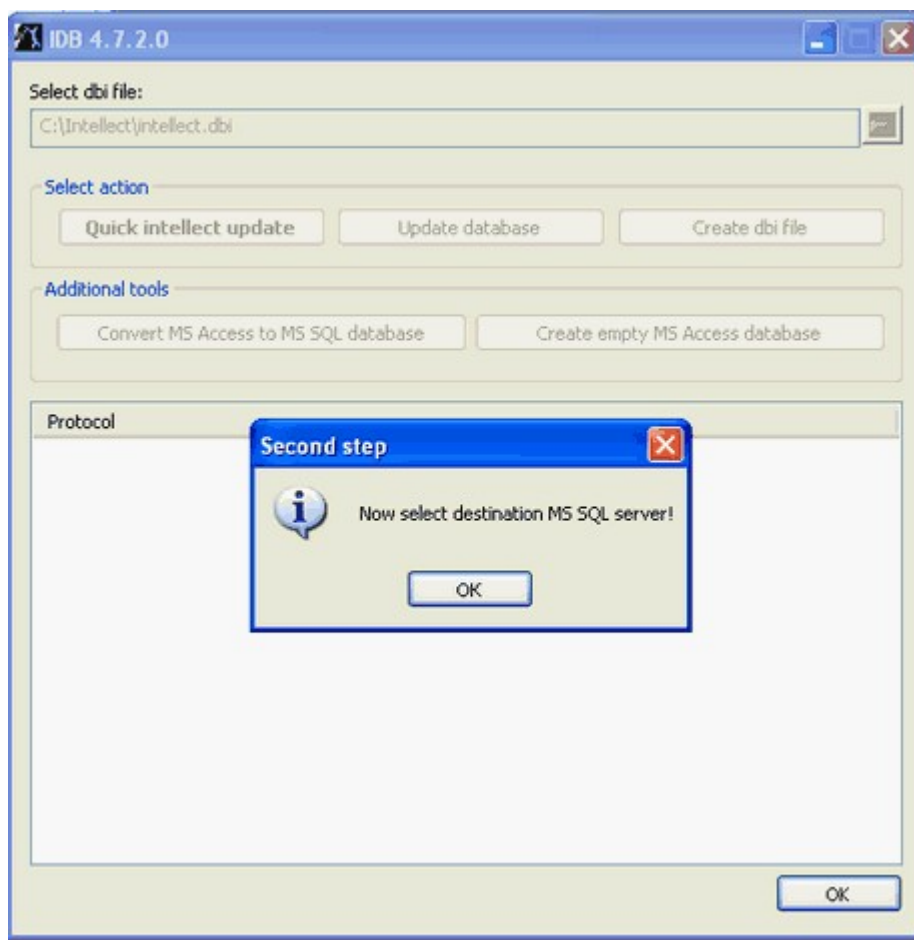 IDB 4.7.2.0
Select dbi file:
C:\Intellect\intellect.dbi
Select action
Quick intellect update
Update database
Create dbi file
Additional tools
Convert MS Access to MS SQL database
Create empty MS Access database
Protocol
Second step
Now select destination MS SQL server!
OK
OK